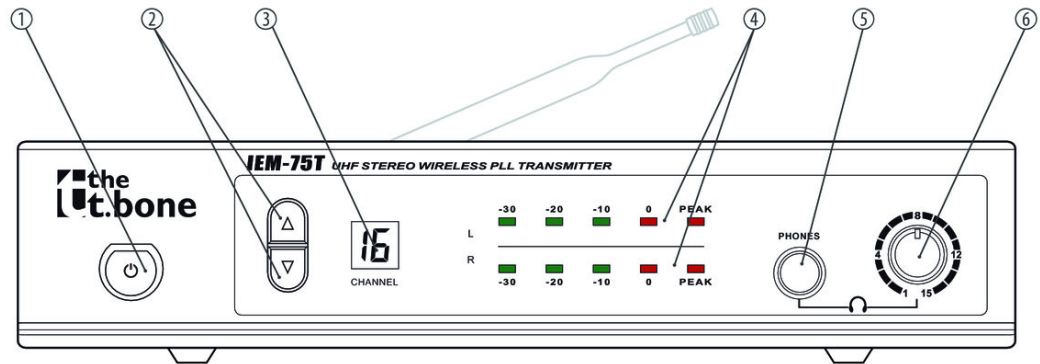 ① ② ③ ④ ⑤ ⑥
IEM-75T UHF STEREO WIRELESS PLL TRANSMITTER
the
t.bone
-30 -20 -10 0 PEAK
L
R
-30 -20 -10 0 PEAK
16
CHANNEL
PHONES
8
4 12
1 15